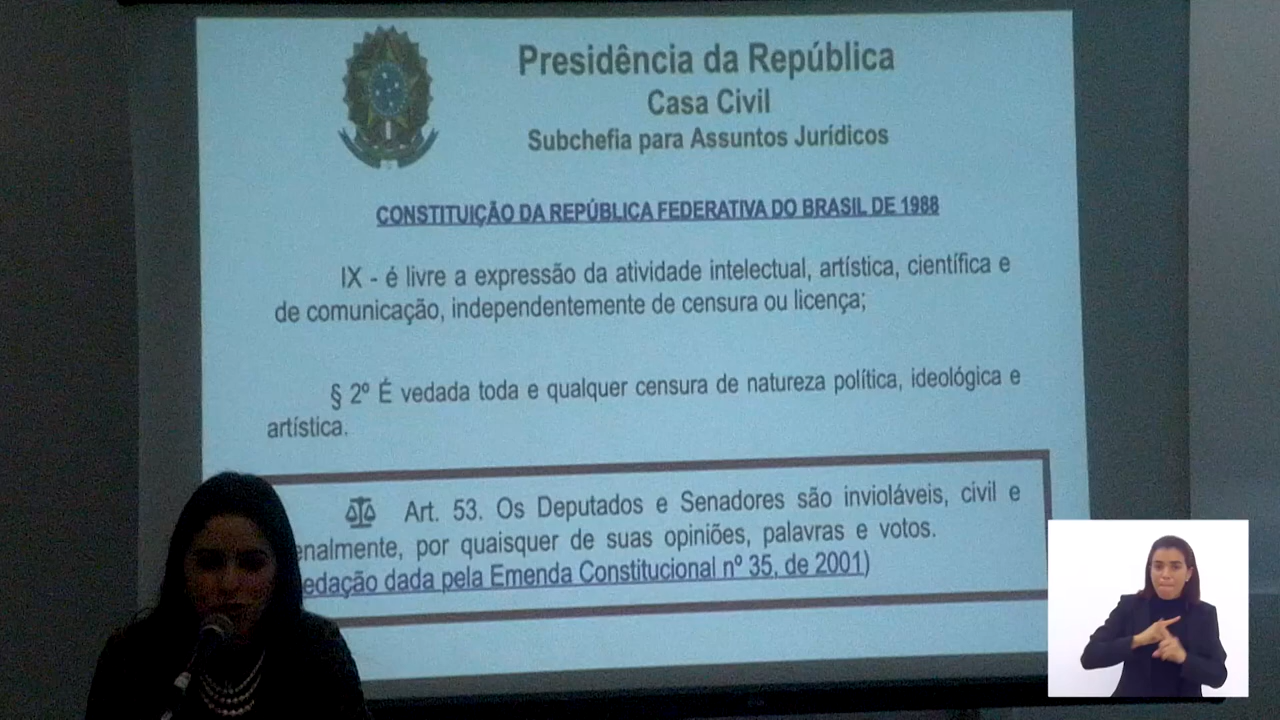 Presidência da República
Casa Civil
Subchefia para Assuntos Jurídicos
CONSTITUIÇÃO DA REPÚBLICA FEDERATIVA DO BRASIL DE 1988
IX - é livre a expressão da atividade intelectual, artística, científica e
de comunicação, independentemente de censura ou licença;
§ 2º É vedada toda e qualquer censura de natureza política, ideológica e
artística.
Art. 53. Os Deputados e Senadores são invioláveis, civil e
enalmente, por quaisquer de suas opiniões, palavras e votos.
edação dada pela Emenda Constitucional nº 35, de 2001)